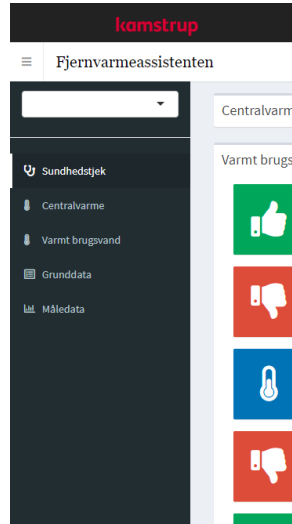 kamstrup
Fjernvarmeassistenten
Centralvarm
Varmt brugs
Sundhedstjek
Centralvarme
Varmt brugsvand
Grunddata
Måledata